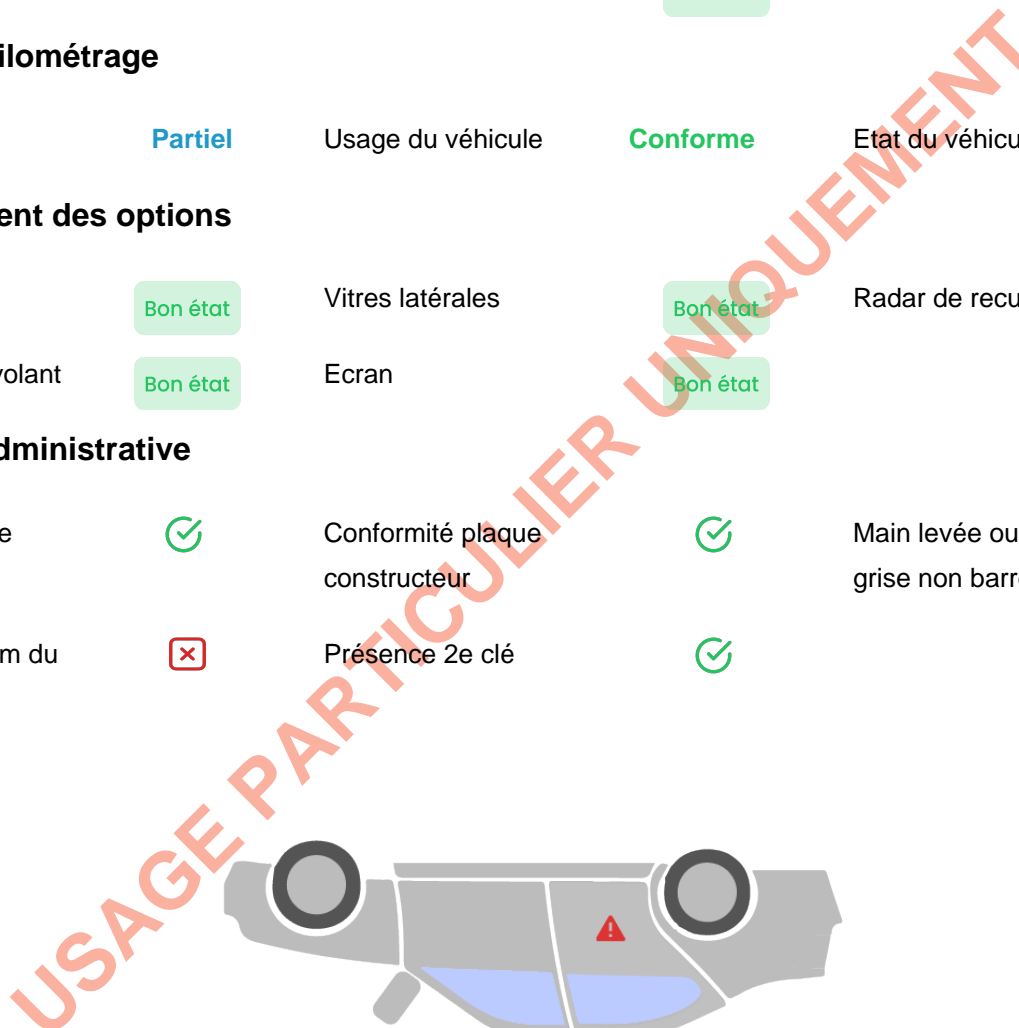 ilométrage
Partiel Usage du véhicule Conforme Etat du véhicu
ent des options
Bon état Vitres latérales Bon état Radar de recu
volant Bon état Ecran Bon état
dministrative
e Conformité plaque Main levée ou
constructeur grise non barr
m du Présence 2e clé
USAGE PARTICULIER UNIQUEMENT